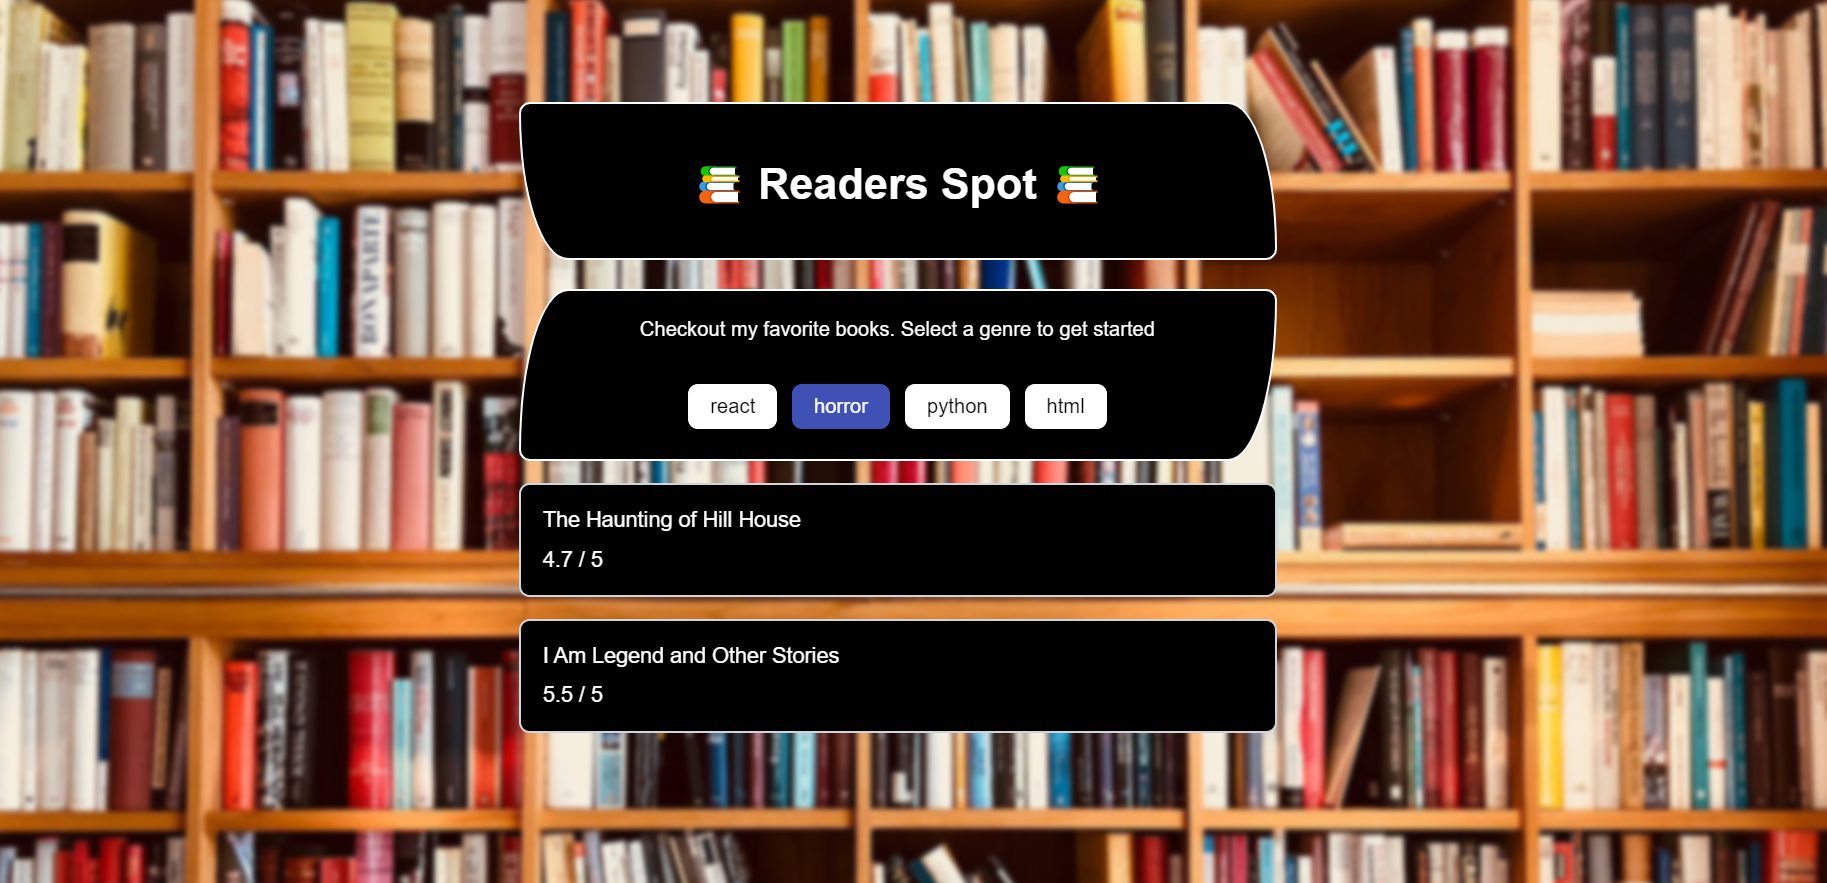 📚 Readers Spot 📚
Checkout my favorite books. Select a genre to get started
react horror python html
The Haunting of Hill House
4.7 / 5
I Am Legend and Other Stories
5.5 / 5
BONAPARTE